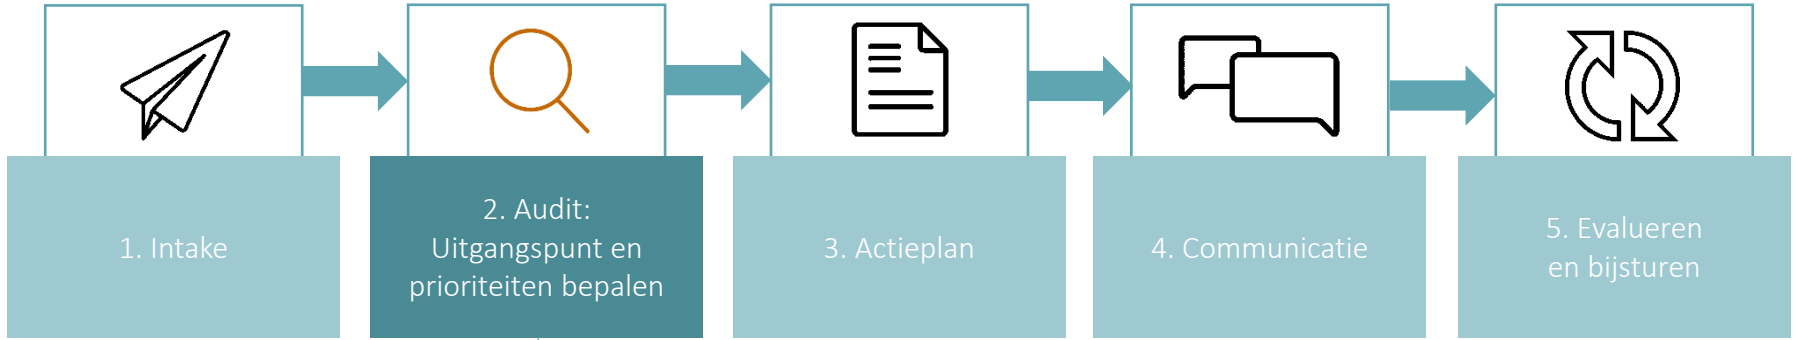 1. Intake
2. Audit:
Uitgangspunt en
prioriteiten bepalen
3. Actieplan
4. Communicatie
5. Evalueren
en bijsturen